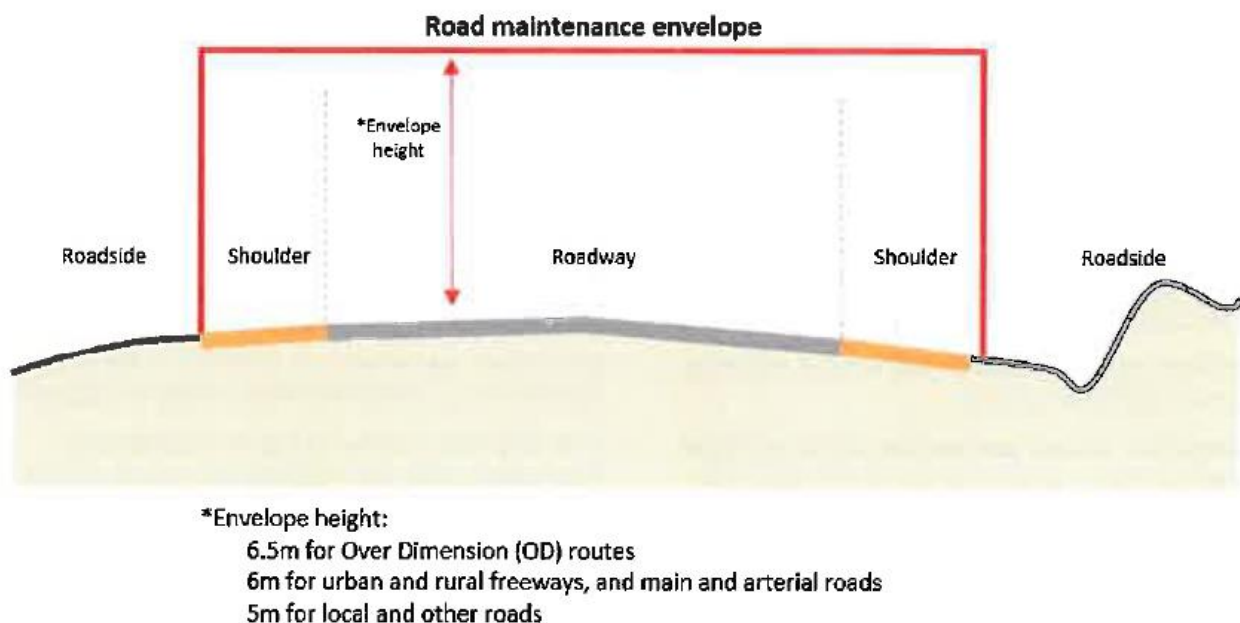 Road maintenance envelope
*Envelope
height
Roadside
Shoulder
Roadway
Shoulder
Roadside
*Envelope height:
6.5m for Over Dimension (OD) routes
6m for urban and rural freeways, and main and arterial roads
5m for local and other roads